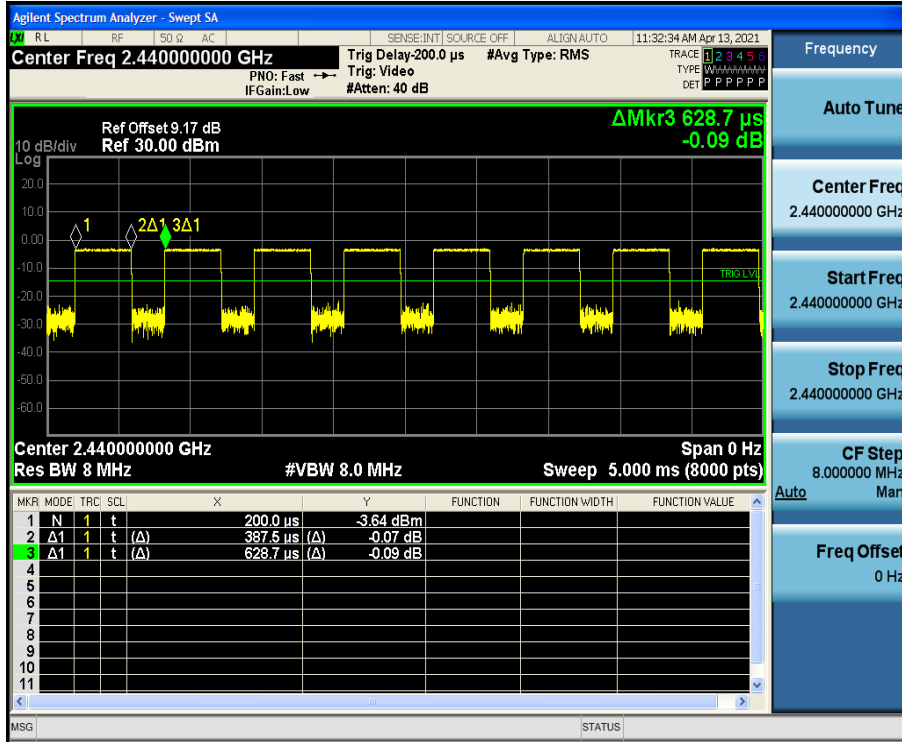 Agilent Spectrum Analyzer - Swept SA
LXI RL RF 50 Ω AC SENSE:INT SOURCE OFF ALIGN AUTO 11:32:34 AM Apr 13, 2021
Center Freq 2.440000000 GHz
PNO: Fast
IFGain:Low
Trig Delay-200.0 µs
Trig: Video
#Atten: 40 dB
#Avg Type: RMS
TRACE 1 2 3 4 5 6
TYPE
DET P P P P P P
Frequency
Auto Tune
Center Freq
2.440000000 GHz
Start Freq
2.440000000 GHz
Stop Freq
2.440000000 GHz
CF Step
8.000000 MHz
Auto Man
Freq Offset
0 Hz
Ref Offset 9.17 dB
10 dB/div Ref 30.00 dBm
Log
ΔMkr3 628.7 µs
-0.09 dB
20.0
10.0
0.00
-10.0
-20.0
-30.0
-40.0
-50.0
-60.0
1
2Δ1
3Δ1
TRIG LVL
Center 2.440000000 GHz Span 0 Hz
Res BW 8 MHz #VBW 8.0 MHz Sweep 5.000 ms (8000 pts)
MKR MODE TRC SCL X Y FUNCTION FUNCTION WIDTH FUNCTION VALUE
1 N 1 t 200.0 µs -3.64 dBm
2 Δ1 1 t (Δ) 387.5 µs (Δ) -0.07 dB
3 Δ1 1 t (Δ) 628.7 µs (Δ) -0.09 dB
4
5
6
7
8
9
10
11
MSG STATUS